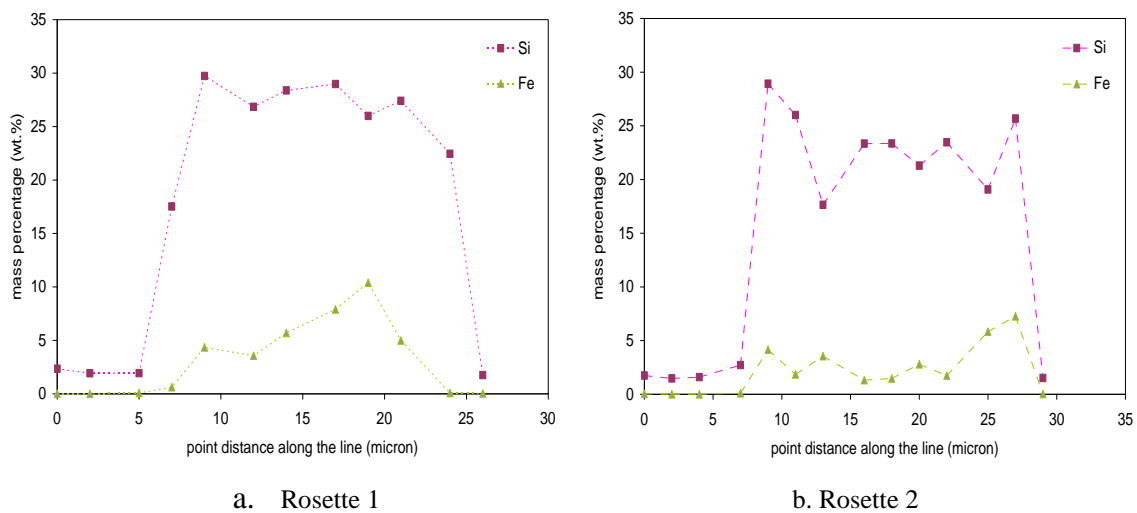 35
30
25
20
15
10
5
0
0 5 10 15 20 25 30
mass percentage (wt.%)
point distance along the line (micron)
Si
Fe
a. Rosette 1
35
30
25
20
15
10
5
0
0 5 10 15 20 25 30 35
mass percentage (wt.%)
point distance along the line (micron)
Si
Fe
b. Rosette 2